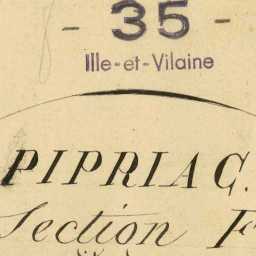 - 35 -
Ille-et-Vilaine
PIPRIAC.
Section F